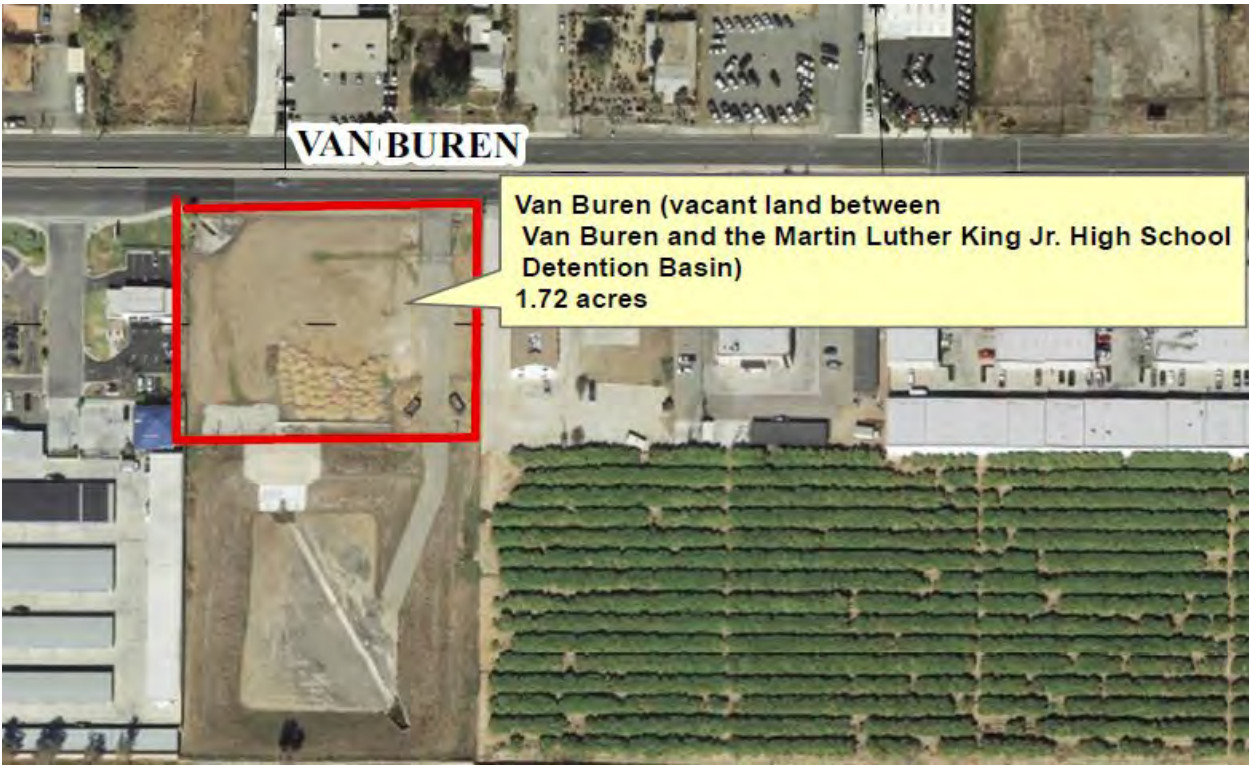 VAN BUREN
Van Buren (vacant land between
Van Buren and the Martin Luther King Jr. High School
Detention Basin)
1.72 acres